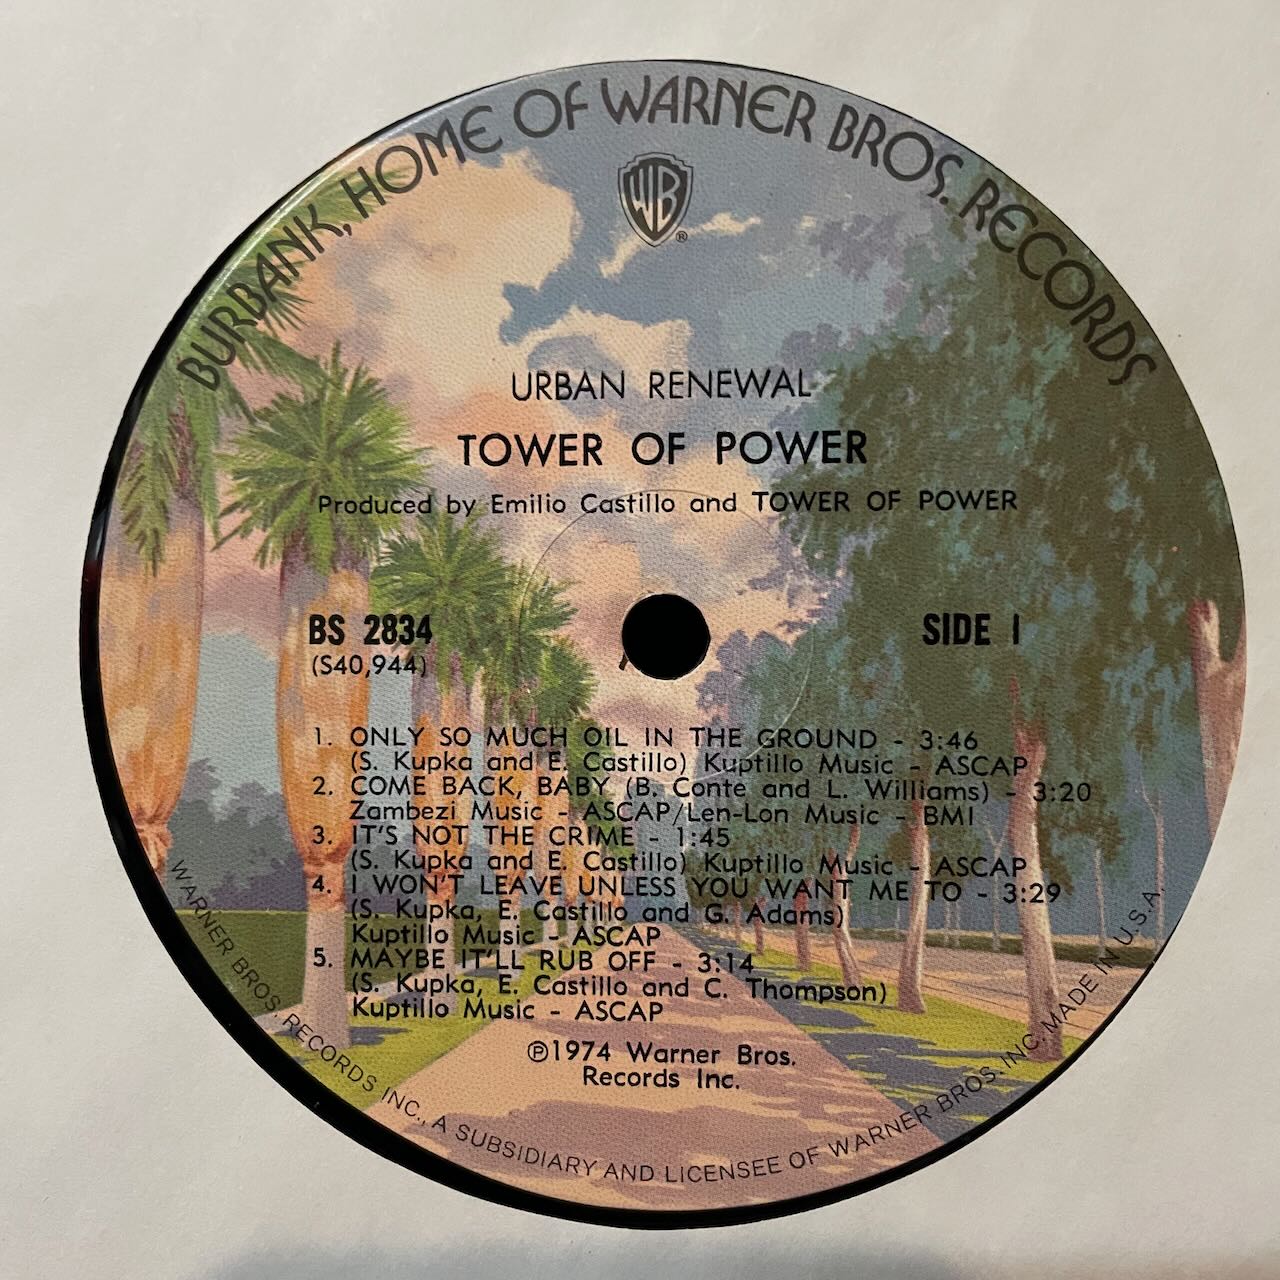 BURBANK, HOME OF WARNER BROS. RECORDS
WB
®
URBAN RENEWAL
TOWER OF POWER
Produced by Emilio Castillo and TOWER OF POWER
BS 2834
(S40,944)
SIDE 1
1. ONLY SO MUCH OIL IN THE GROUND - 3:46
(S. Kupka and E. Castillo) Kuptillo Music - ASCAP
2. COME BACK, BABY (B. Conte and L. Williams) - 3:20
Zambezi Music - ASCAP/Len-Lon Music - BMI
3. IT'S NOT THE CRIME - 1:45
(S. Kupka and E. Castillo) Kuptillo Music - ASCAP
4. I WON'T LEAVE UNLESS YOU WANT ME TO - 3:29
(S. Kupka, E. Castillo and G. Adams)
Kuptillo Music - ASCAP
5. MAYBE IT'LL RUB OFF - 3:14
(S. Kupka, E. Castillo and C. Thompson)
Kuptillo Music - ASCAP
℗1974 Warner Bros.
Records Inc.
WARNER BROS. RECORDS INC., A SUBSIDIARY AND LICENSEE OF WARNER BROS. INC. MADE IN U.S.A.